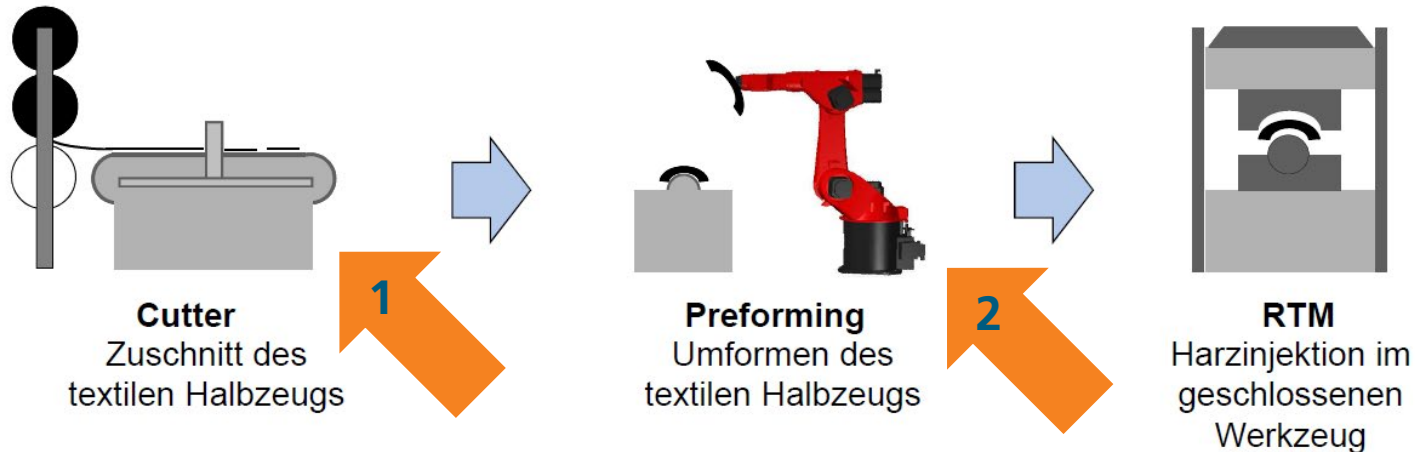 1
Cutter
Zuschnitt des
textilen Halbzeugs
2
Preforming
Umformen des
textilen Halbzeugs
RTM
Harzinjektion im
geschlossenen
Werkzeug